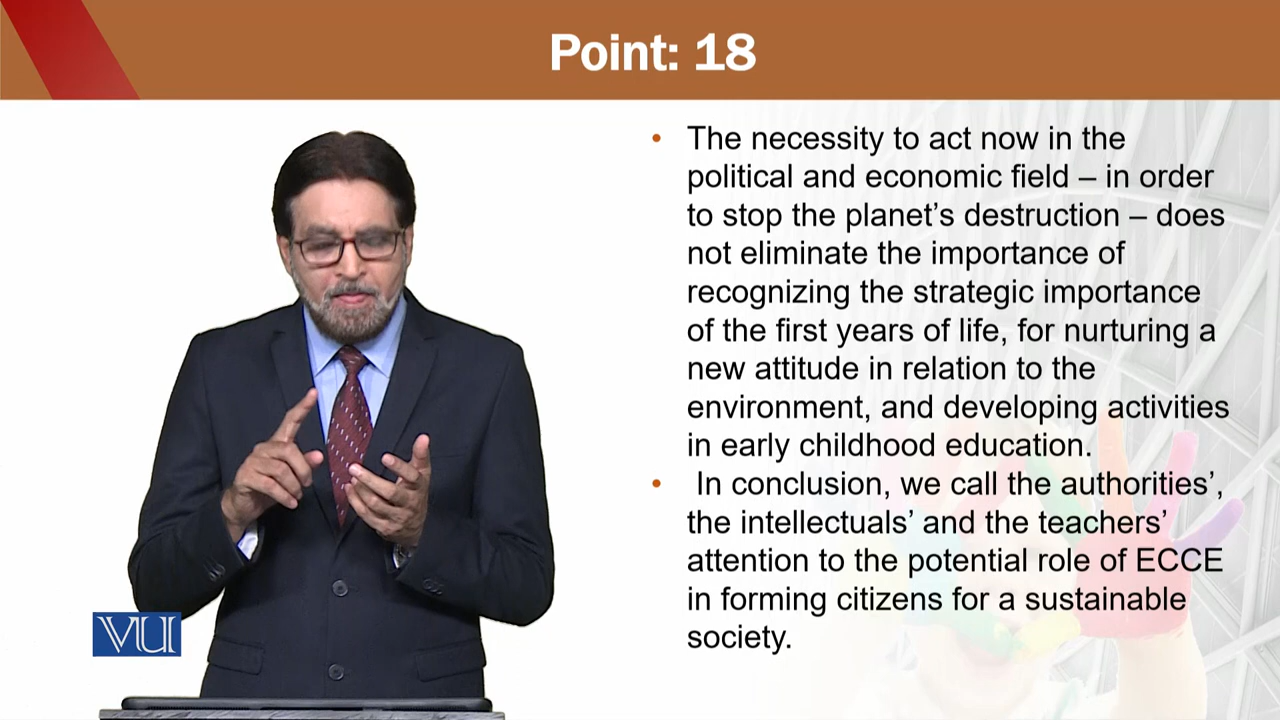 Point: 18
• The necessity to act now in the
political and economic field – in order
to stop the planet’s destruction – does
not eliminate the importance of
recognizing the strategic importance
of the first years of life, for nurturing a
new attitude in relation to the
environment, and developing activities
in early childhood education.
• In conclusion, we call the authorities’,
the intellectuals’ and the teachers’
attention to the potential role of ECCE
in forming citizens for a sustainable
society.
VU